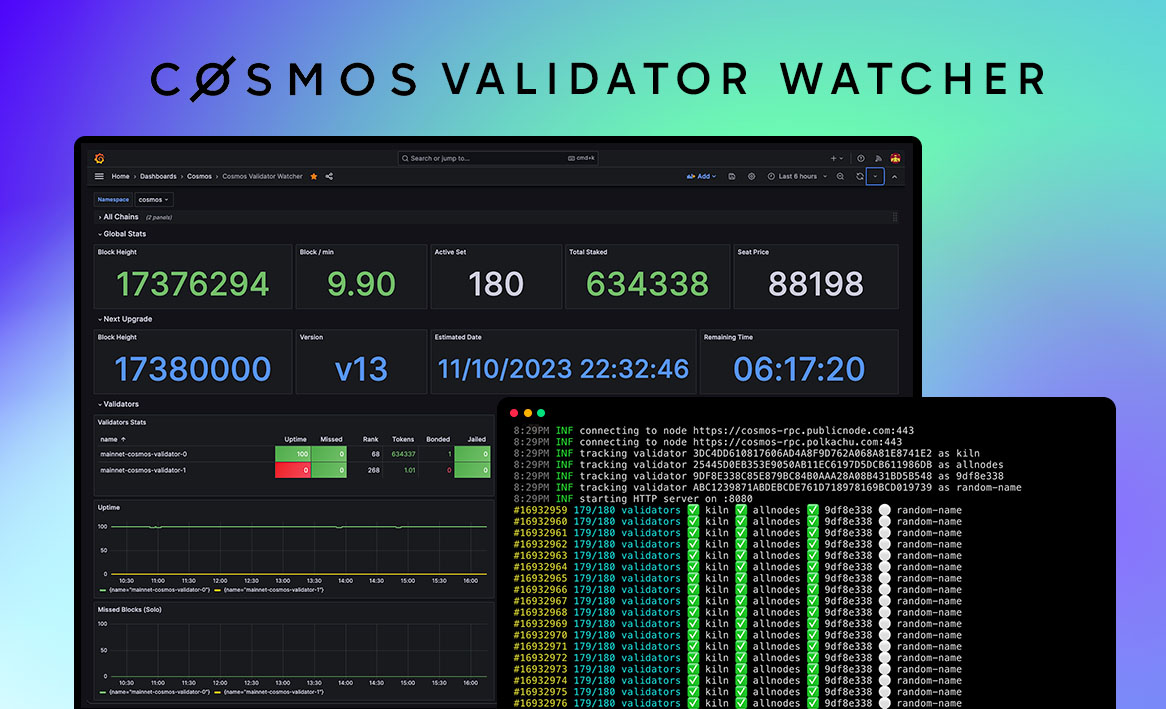 CØSMOS VALIDATOR WATCHER
Search or jump to... cmd+k
Home › Dashboards › Cosmos › Cosmos Validator Watcher
Add
Last 6 hours
Namespace cosmos
All Chains (2 panels)
Global Stats
Block Height Block / min Active Set Total Staked Seat Price
17376294 9.90 180 634338 88198
Next Upgrade
Block Height Version Estimated Date Remaining Time
17380000 v13 11/10/2023 22:32:46 06:17:20
Validators
Validators Stats
name ↑ Uptime Missed Rank Tokens Bonded Jailed
mainnet-cosmos-validator-0 100 0 68 634337 1 0
mainnet-cosmos-validator-1 0 0 268 1.01 0 0
Uptime
100
50
0
10:30 11:00 11:30 12:00 12:30 13:00 13:30 14:00 14:30 15:00 15:30 16:00
{name="mainnet-cosmos-validator-0"} {name="mainnet-cosmos-validator-1"}
Missed Blocks (Solo)
100
50
0
10:30 11:00 11:30 12:00 12:30 13:00 13:30 14:00 14:30 15:00 15:30 16:00
{name="mainnet-cosmos-validator-0"} {name="mainnet-cosmos-validator-1"}
8:29PM INF connecting to node https://cosmos-rpc.publicnode.com:443
8:29PM INF connecting to node https://cosmos-rpc.polkachu.com:443
8:29PM INF tracking validator 3DC4DD610817606AD4A8F9D762A068A81E8741E2 as kiln
8:29PM INF tracking validator 25445D0EB353E9050AB11EC6197D5DCB611986DB as allnodes
8:29PM INF tracking validator 9DF8E338C85E879BC84B0AAA28A08B431BD5B548 as 9df8e338
8:29PM INF tracking validator ABC1239871ABDEBCDE761D718978169BCD019739 as random-name
8:29PM INF starting HTTP server on :8080
#16932959 179/180 validators ✅ kiln ✅ allnodes ✅ 9df8e338 ⚪ random-name
#16932960 179/180 validators ✅ kiln ✅ allnodes ✅ 9df8e338 ⚪ random-name
#16932961 179/180 validators ✅ kiln ✅ allnodes ✅ 9df8e338 ⚪ random-name
#16932962 179/180 validators ✅ kiln ✅ allnodes ✅ 9df8e338 ⚪ random-name
#16932963 179/180 validators ✅ kiln ✅ allnodes ✅ 9df8e338 ⚪ random-name
#16932964 179/180 validators ✅ kiln ✅ allnodes ✅ 9df8e338 ⚪ random-name
#16932965 179/180 validators ✅ kiln ✅ allnodes ✅ 9df8e338 ⚪ random-name
#16932966 179/180 validators ✅ kiln ✅ allnodes ✅ 9df8e338 ⚪ random-name
#16932967 179/180 validators ✅ kiln ✅ allnodes ✅ 9df8e338 ⚪ random-name
#16932968 179/180 validators ✅ kiln ✅ allnodes ✅ 9df8e338 ⚪ random-name
#16932969 179/180 validators ✅ kiln ✅ allnodes ✅ 9df8e338 ⚪ random-name
#16932970 179/180 validators ✅ kiln ✅ allnodes ✅ 9df8e338 ⚪ random-name
#16932971 179/180 validators ✅ kiln ✅ allnodes ✅ 9df8e338 ⚪ random-name
#16932972 179/180 validators ✅ kiln ✅ allnodes ✅ 9df8e338 ⚪ random-name
#16932973 179/180 validators ✅ kiln ✅ allnodes ✅ 9df8e338 ⚪ random-name
#16932974 179/180 validators ✅ kiln ✅ allnodes ✅ 9df8e338 ⚪ random-name
#16932975 179/180 validators ✅ kiln ✅ allnodes ✅ 9df8e338 ⚪ random-name
#16932976 179/180 validators ✅ kiln ✅ allnodes ✅ 9df8e338 ⚪ random-name